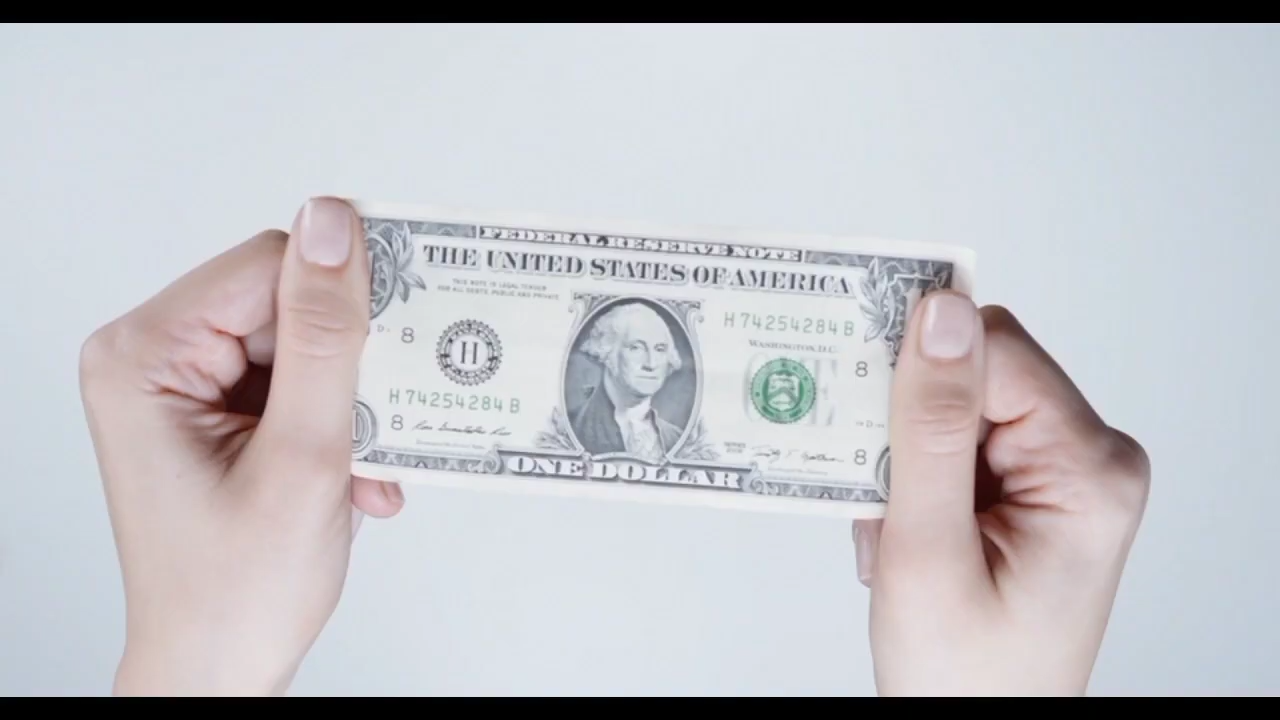 FEDERAL RESERVE NOTE
THE UNITED STATES OF AMERICA
THIS NOTE IS LEGAL TENDER
FOR ALL DEBTS, PUBLIC AND PRIVATE
H 74254284 B
WASHINGTON, D.C.
8
8
H
H 74254284 B
8
8
SERIES
ONE DOLLAR